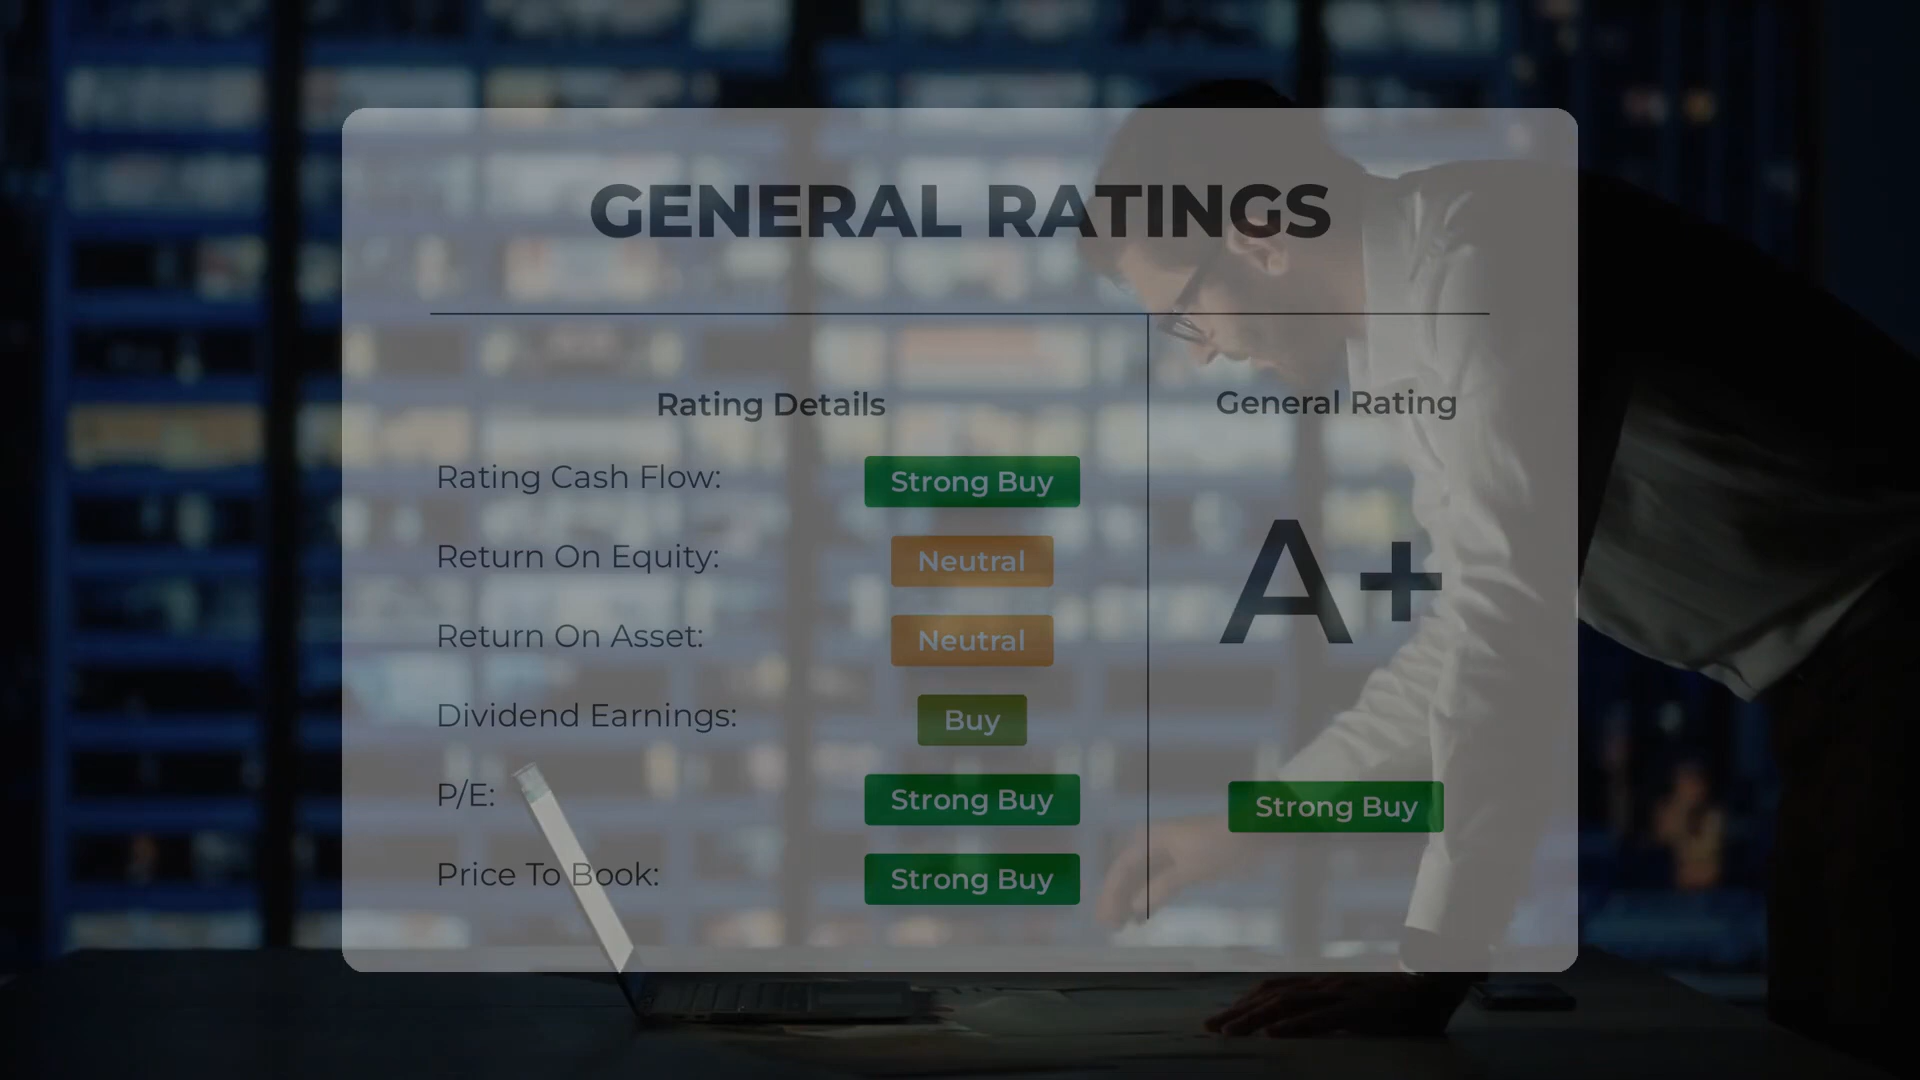 GENERAL RATINGS
Rating Details
Rating Cash Flow: Strong Buy
Return On Equity: Neutral
Return On Asset: Neutral
Dividend Earnings: Buy
P/E: Strong Buy
Price To Book: Strong Buy
General Rating
A+
Strong Buy